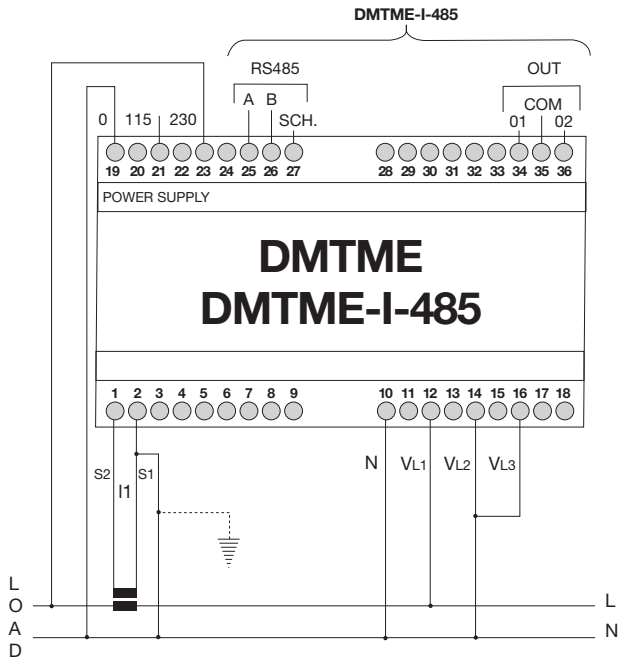 DMTME-I-485
RS485 OUT
A B COM
0 115 230 SCH. 01 02
19 20 21 22 23 24 25 26 27 28 29 30 31 32 33 34 35 36
POWER SUPPLY
DMTME
DMTME-I-485
1 2 3 4 5 6 7 8 9 10 11 12 13 14 15 16 17 18
S2 I1 S1 N VL1 VL2 VL3
LOAD L
N